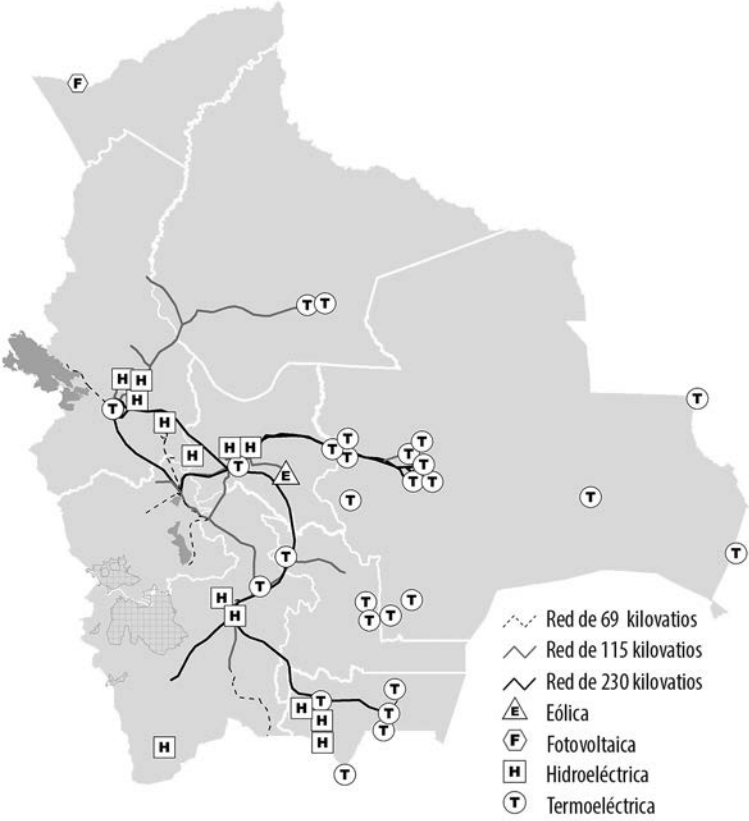 F
T T
H H
T
H
T
H
T
T
H H
T
T
T
T
H
T
T
E
T T
T
T
T
T
T
H
T
T
H
T
T
T
H
T
H
T
H
T
H
H
T
Red de 69 kilovatios
Red de 115 kilovatios
Red de 230 kilovatios
E Eólica
F Fotovoltaica
H Hidroeléctrica
T Termoeléctrica